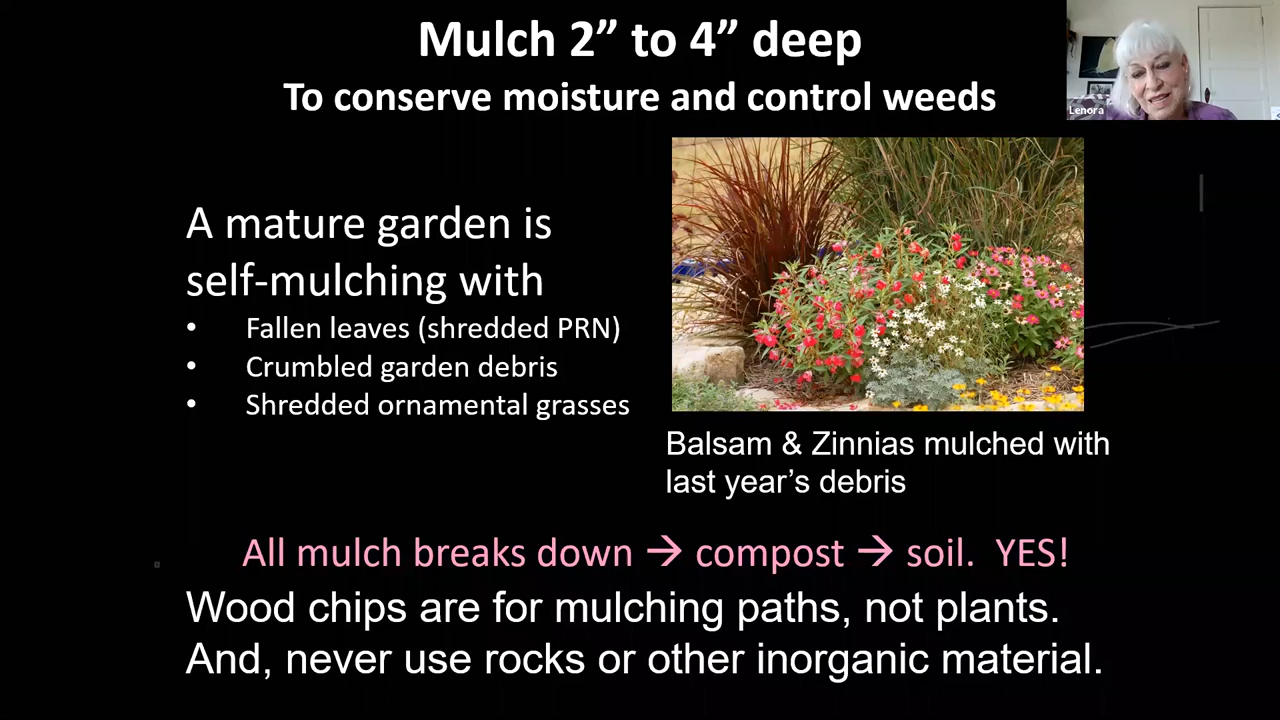 Mulch 2” to 4” deep
To conserve moisture and control weeds
Lenora
A mature garden is
self-mulching with
• Fallen leaves (shredded PRN)
• Crumbled garden debris
• Shredded ornamental grasses
Balsam & Zinnias mulched with
last year’s debris
All mulch breaks down → compost → soil. YES!
Wood chips are for mulching paths, not plants.
And, never use rocks or other inorganic material.